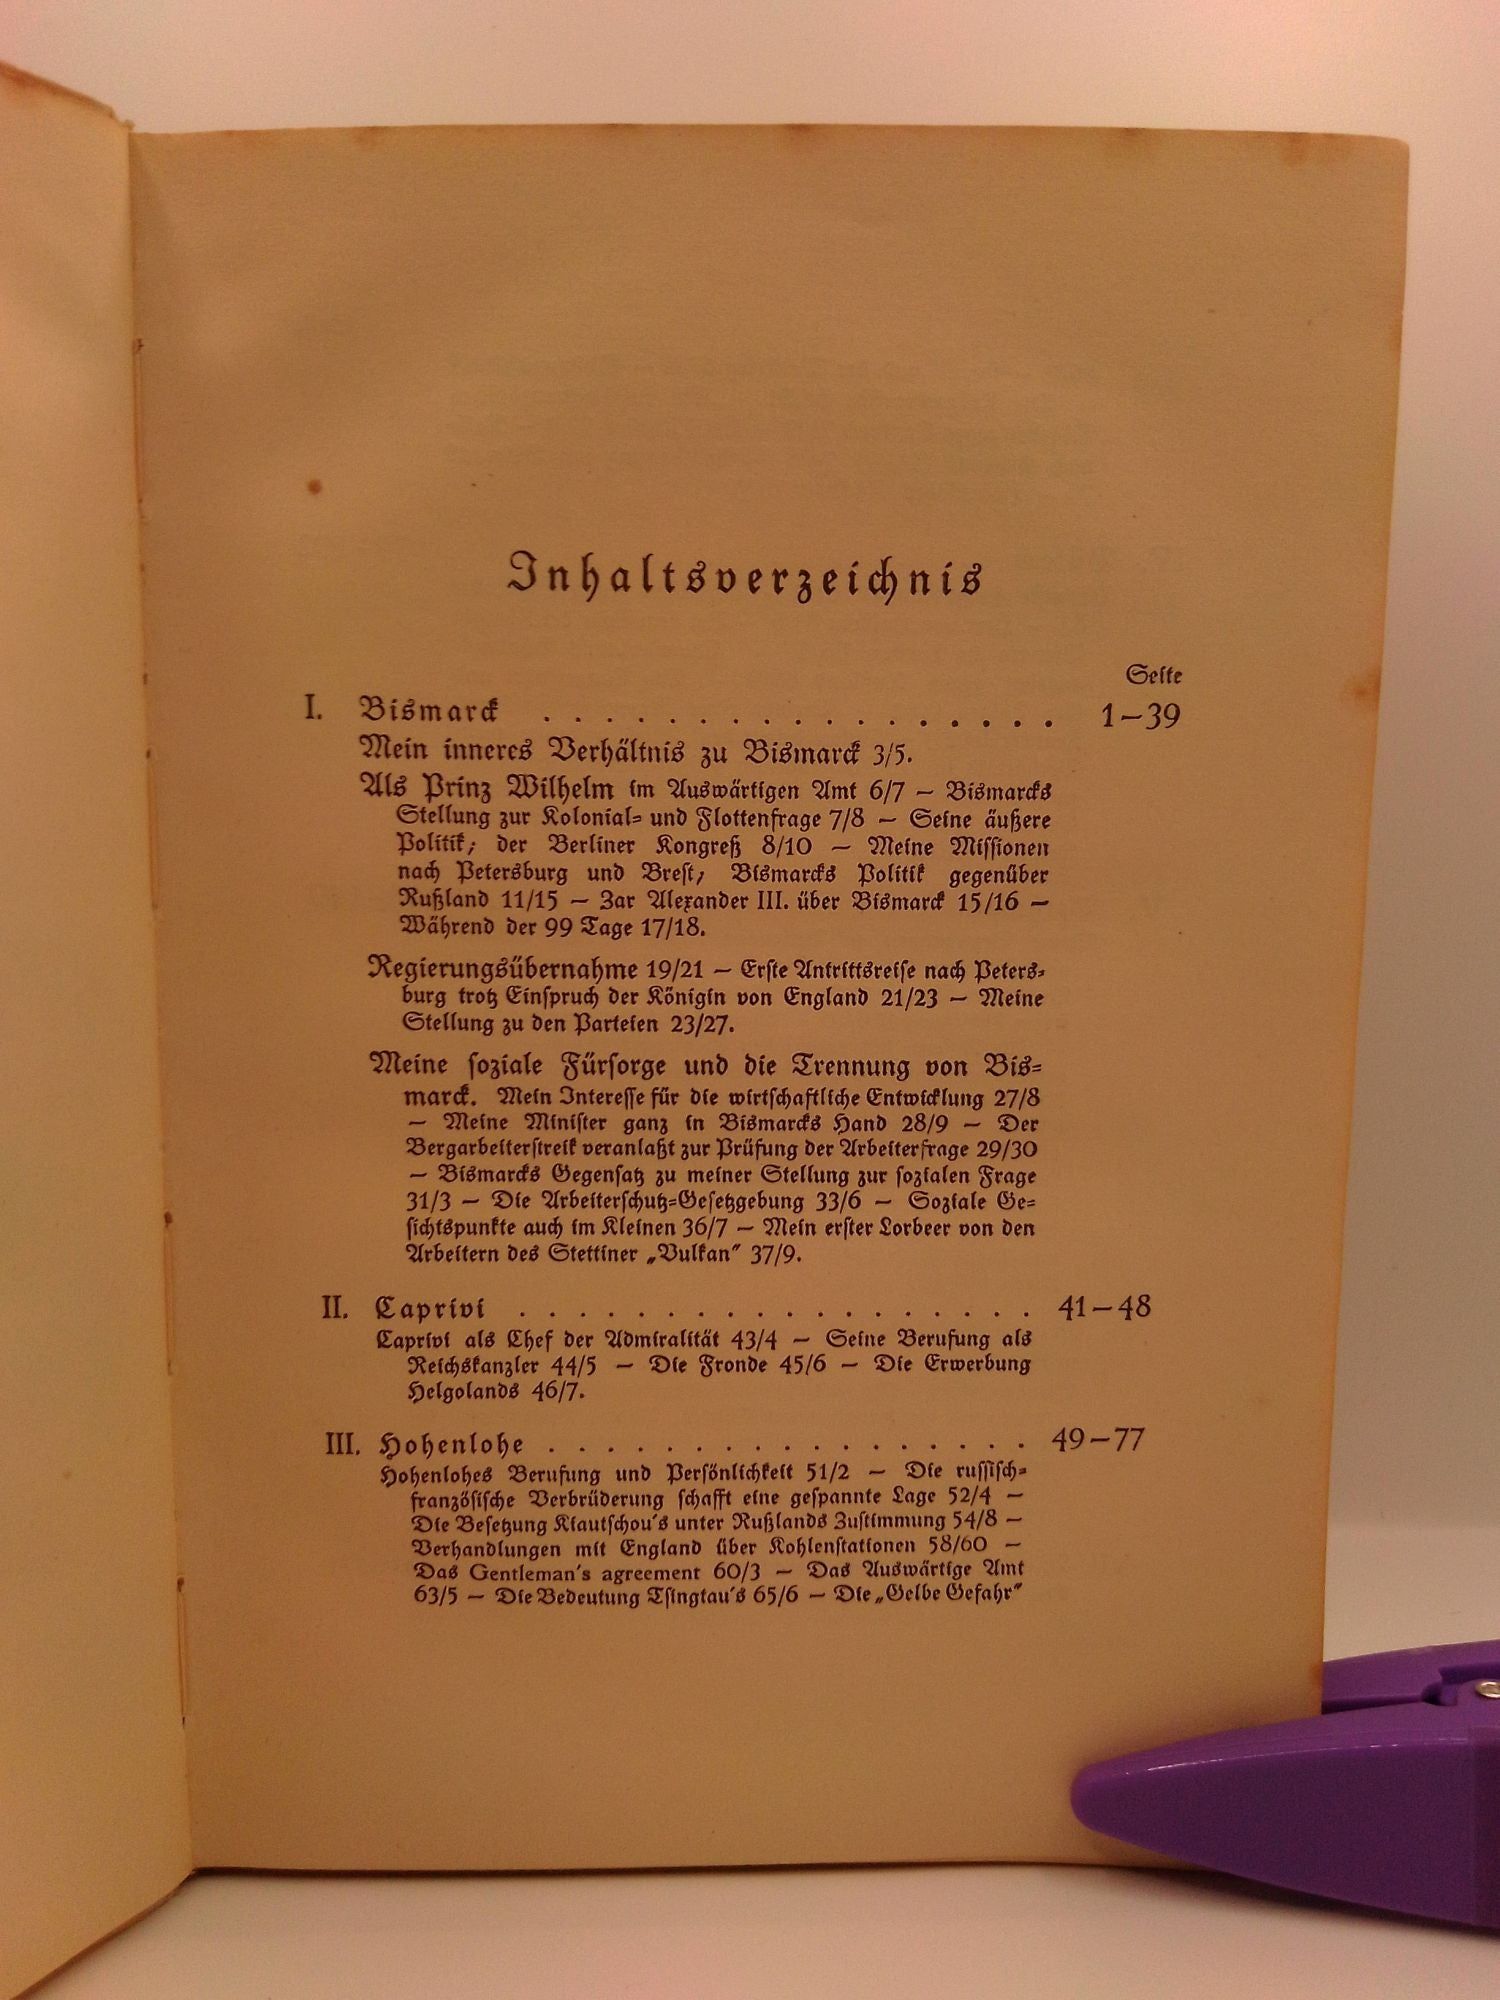 Inhaltsverzeichnis
Seite
I. Bismarck . . . . . . . . . . . . . . . . . 1–39
Mein inneres Verhältnis zu Bismarck 3/5.
Als Prinz Wilhelm im Auswärtigen Amt 6/7 – Bismarcks
Stellung zur Kolonial- und Flottenfrage 7/8 – Seine äußere
Politik; der Berliner Kongreß 8/10 – Meine Missionen
nach Petersburg und Brest; Bismarcks Politik gegenüber
Rußland 11/15 – Zar Alexander III. über Bismarck 15/16 –
Während der 99 Tage 17/18.
Regierungsübernahme 19/21 – Erste Antrittsreise nach Peters-
burg trotz Einspruch der Königin von England 21/23 – Meine
Stellung zu den Parteien 23/27.
Meine soziale Fürsorge und die Trennung von Bis-
marck. Mein Interesse für die wirtschaftliche Entwicklung 27/8
– Meine Minister ganz in Bismarcks Hand 28/9 – Der
Bergarbeiterstreik veranlaßt zur Prüfung der Arbeiterfrage 29/30
– Bismarcks Gegensatz zu meiner Stellung zur sozialen Frage
31/3 – Die Arbeiterschutz-Gesetzgebung 33/6 – Soziale Ge-
sichtspunkte auch im Kleinen 36/7 – Mein erster Lorbeer von den
Arbeitern des Stettiner „Vulkan“ 37/9.
II. Caprivi . . . . . . . . . . . . . . . . . . 41–48
Caprivi als Chef der Admiralität 43/4 – Seine Berufung als
Reichskanzler 44/5 – Die Fronde 45/6 – Die Erwerbung
Helgolands 46/7.
III. Hohenlohe . . . . . . . . . . . . . . . . . 49–77
Hohenlohes Berufung und Persönlichkeit 51/2 – Die russisch-
französische Verbrüderung schafft eine gespannte Lage 52/4 –
Die Besetzung Kiautschou's unter Rußlands Zustimmung 54/8 –
Verhandlungen mit England über Kohlenstationen 58/60 –
Das Gentleman's agreement 60/3 – Das Auswärtige Amt
63/5 – Die Bedeutung Tsingtau's 65/6 – Die „Gelbe Gefahr“